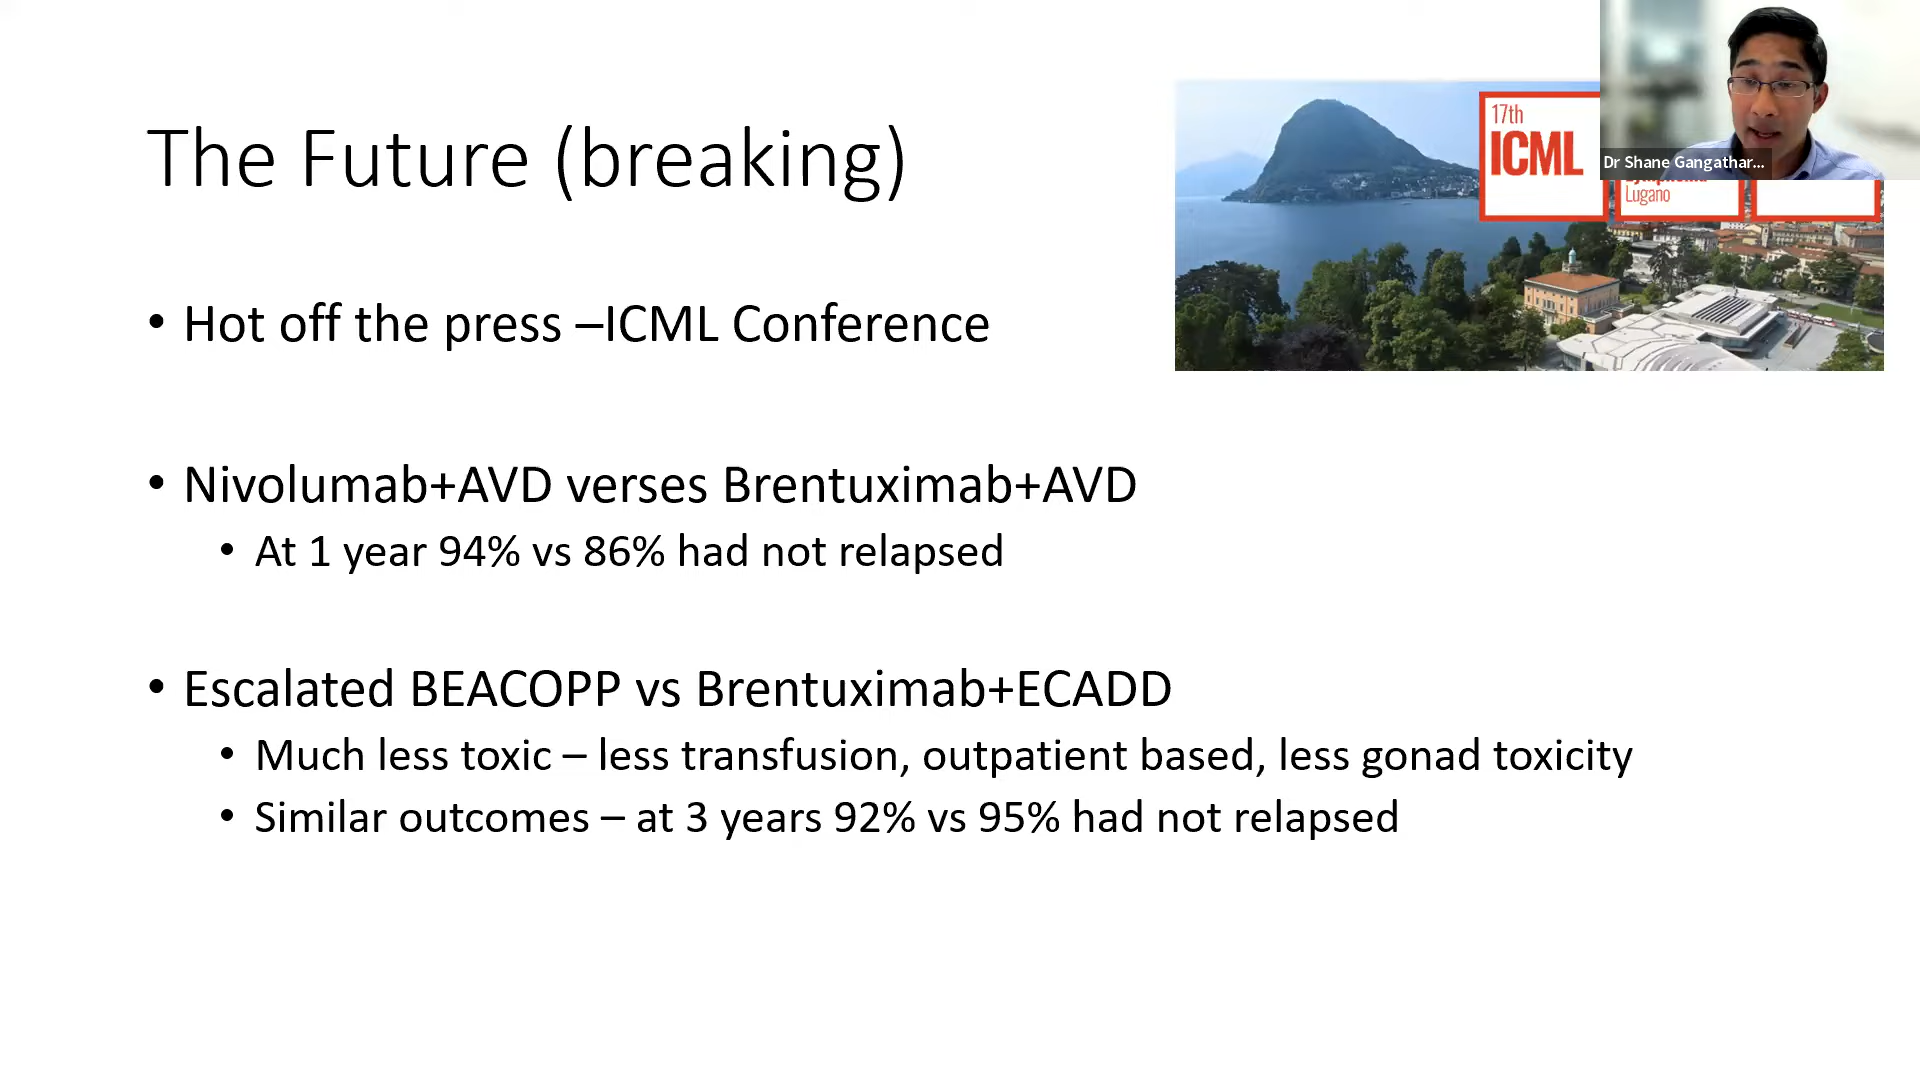 The Future (breaking)
17th
ICML
Lugano
Dr Shane Gangathar...
• Hot off the press –ICML Conference
• Nivolumab+AVD verses Brentuximab+AVD
• At 1 year 94% vs 86% had not relapsed
• Escalated BEACOPP vs Brentuximab+ECADD
• Much less toxic – less transfusion, outpatient based, less gonad toxicity
• Similar outcomes – at 3 years 92% vs 95% had not relapsed